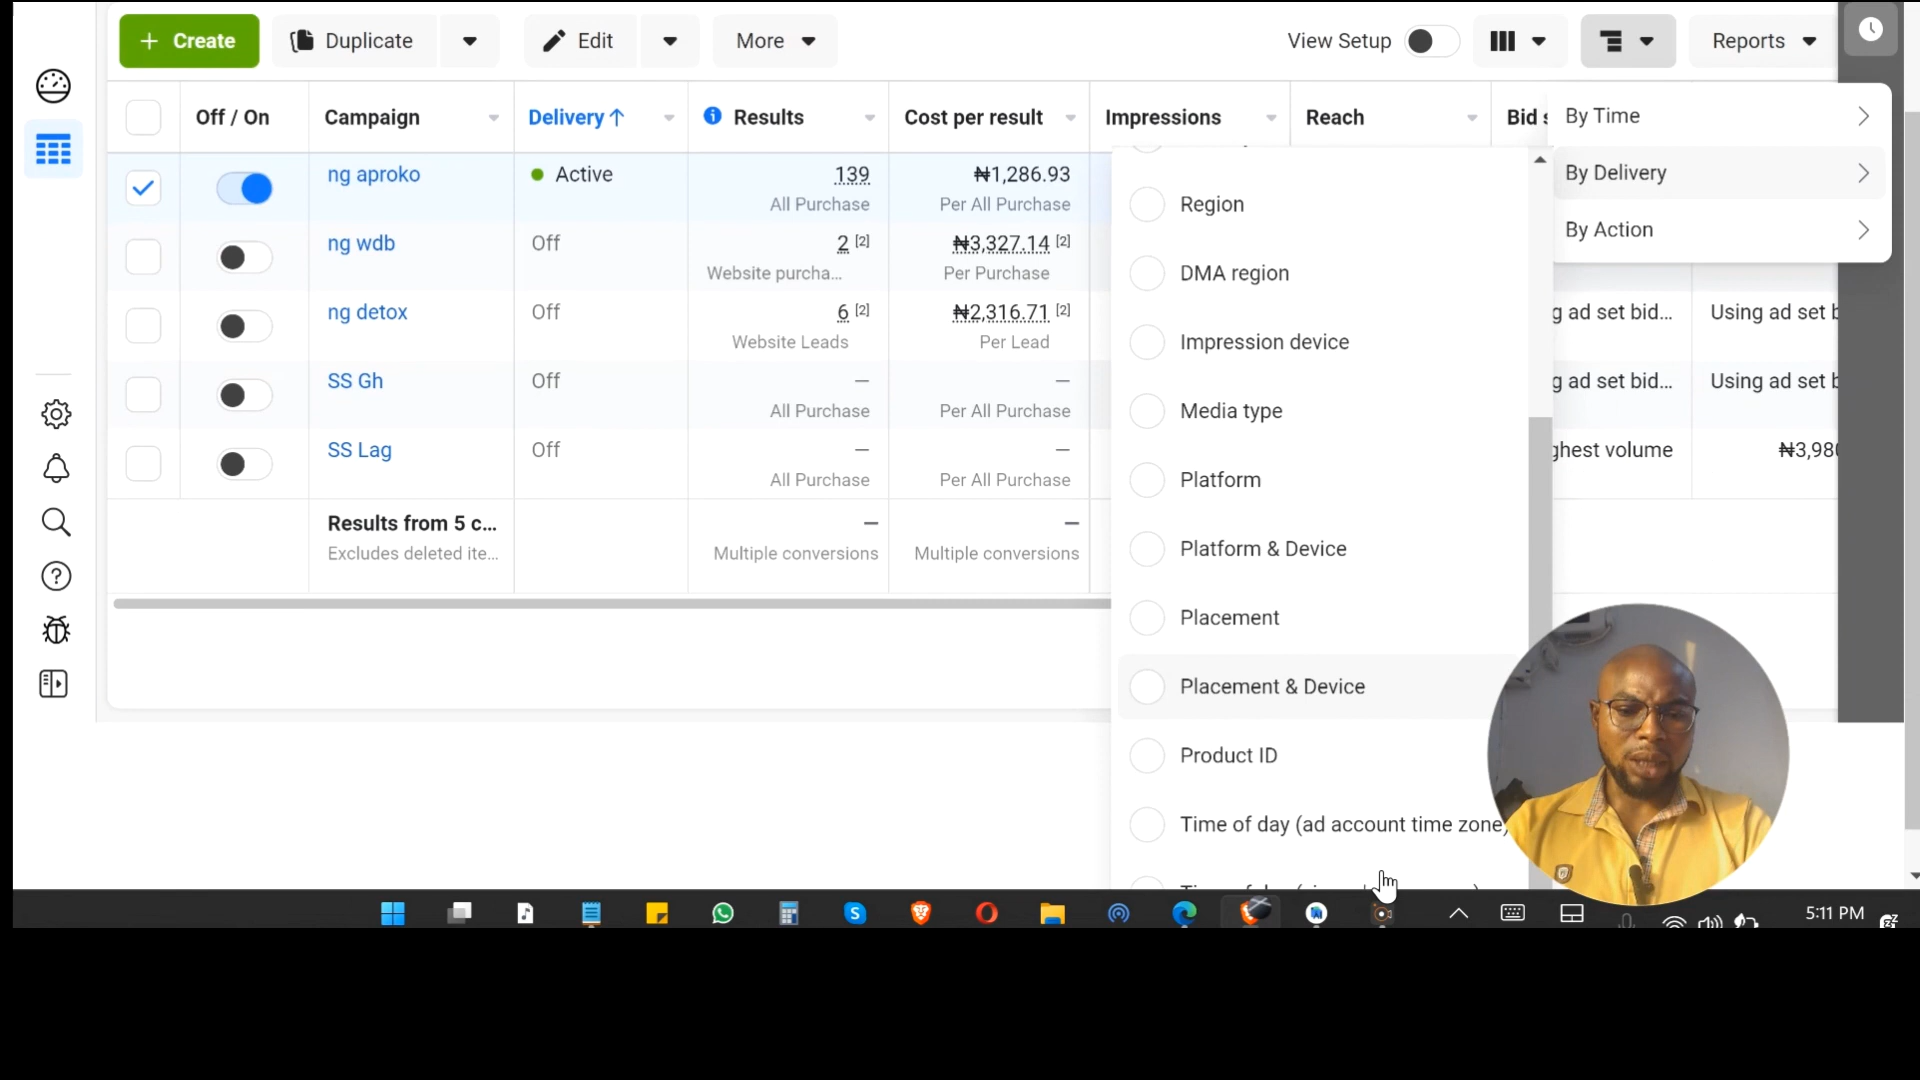 + Create
Duplicate
Edit
More
View Setup
Reports
Off / On
Campaign
Delivery ↑
Results
Cost per result
Impressions
Reach
Bid s
ng aproko
Active
139
All Purchase
₦1,286.93
Per All Purchase
ng wdb
Off
2 [2]
Website purcha...
₦3,327.14 [2]
Per Purchase
ng detox
Off
6 [2]
Website Leads
₦2,316.71 [2]
Per Lead
g ad set bid...
Using ad set b
SS Gh
Off
—
All Purchase
—
Per All Purchase
g ad set bid...
Using ad set b
SS Lag
Off
—
All Purchase
—
Per All Purchase
ghest volume
₦3,980
Results from 5 c...
Excludes deleted ite...
—
Multiple conversions
—
Multiple conversions
By Time
By Delivery
By Action
Region
DMA region
Impression device
Media type
Platform
Platform & Device
Placement
Placement & Device
Product ID
Time of day (ad account time zone)
5:11 PM